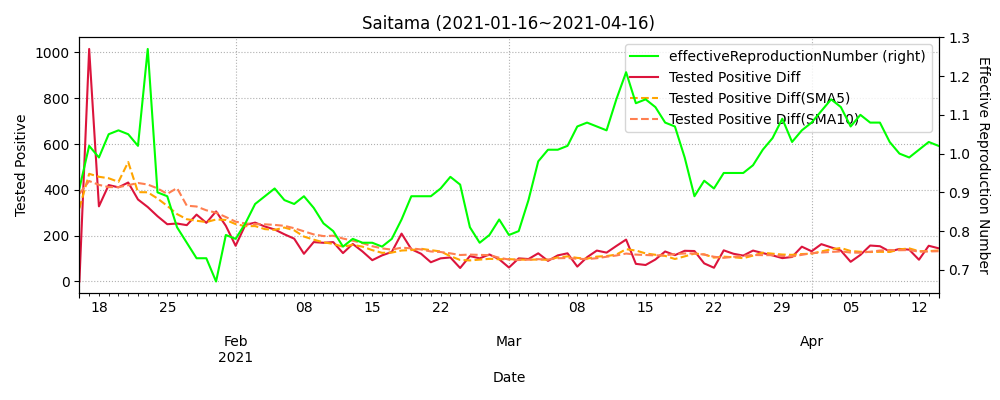 Saitama (2021-01-16~2021-04-16)
effectiveReproductionNumber (right)
Tested Positive Diff
Tested Positive Diff(SMA5)
Tested Positive Diff(SMA10)
Tested Positive
1000
800
600
400
200
0
1.3
1.2
1.1
1.0
0.9
0.8
0.7
Effective Reproduction Number
18 25 08 15 22 08 15 22 29 05 12
Feb Mar Apr
2021
Date